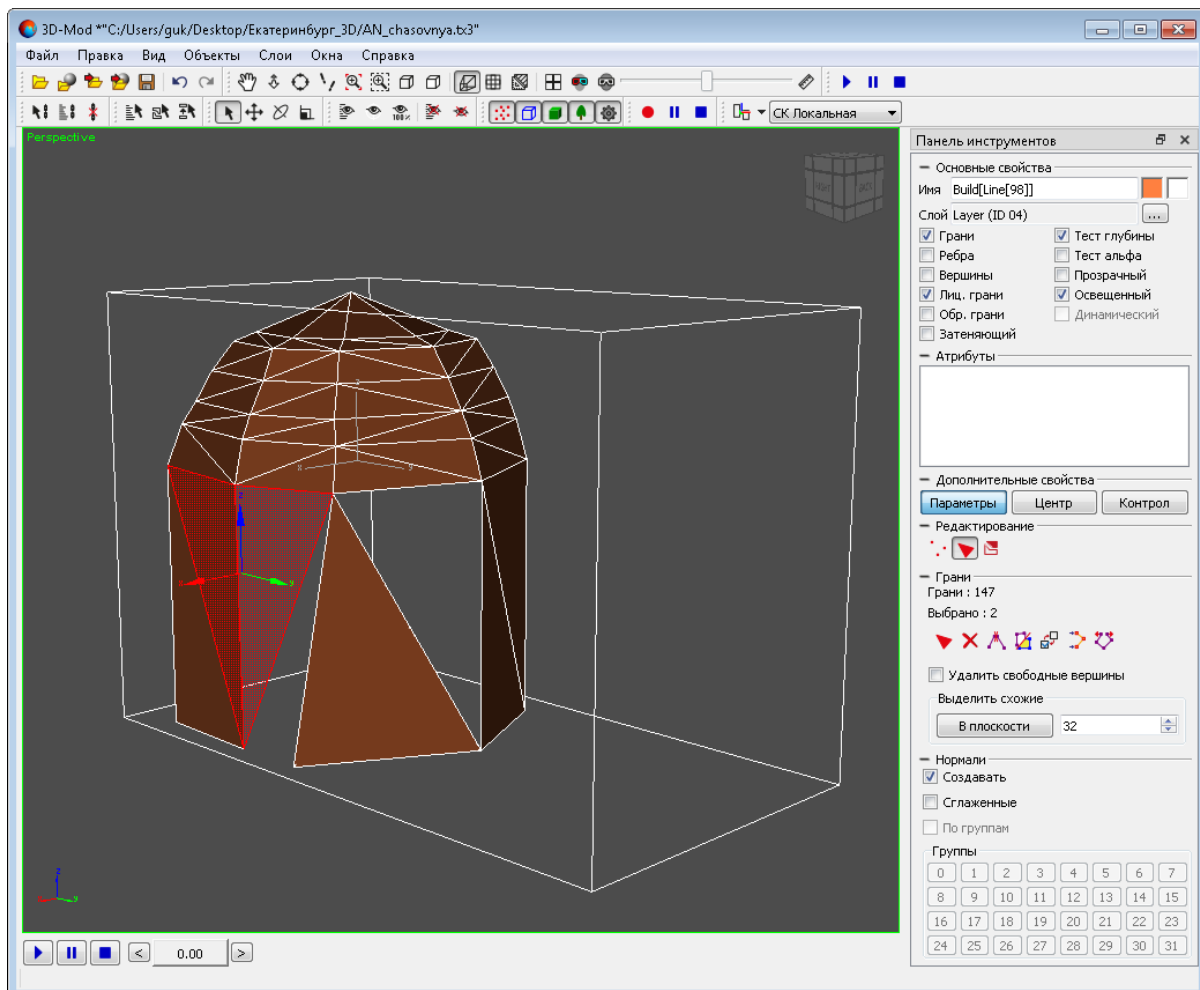 3D-Mod *"C:/Users/guk/Desktop/Екатеринбург_3D/AN_chasovnya.tx3"
Файл Правка Вид Объекты Слои Окна Справка
100%
СК Локальная
Perspective
Панель инструментов
Основные свойства
Имя Build[Line[98]]
Слой Layer (ID 04) ...
Грани Тест глубины
Ребра Тест альфа
Вершины Прозрачный
Лиц. грани Освещенный
Обр. грани Динамический
Затеняющий
Атрибуты
Дополнительные свойства
Параметры Центр Контрол
Редактирование
Грани
Грани : 147
Выбрано : 2
Удалить свободные вершины
Выделить схожие
В плоскости 32
Нормали
Создавать
Сглаженные
По группам
Группы
0 1 2 3 4 5 6 7
8 9 10 11 12 13 14 15
16 17 18 19 20 21 22 23
24 25 26 27 28 29 30 31
z
x y
z
x y
z
x y
< 0.00 >